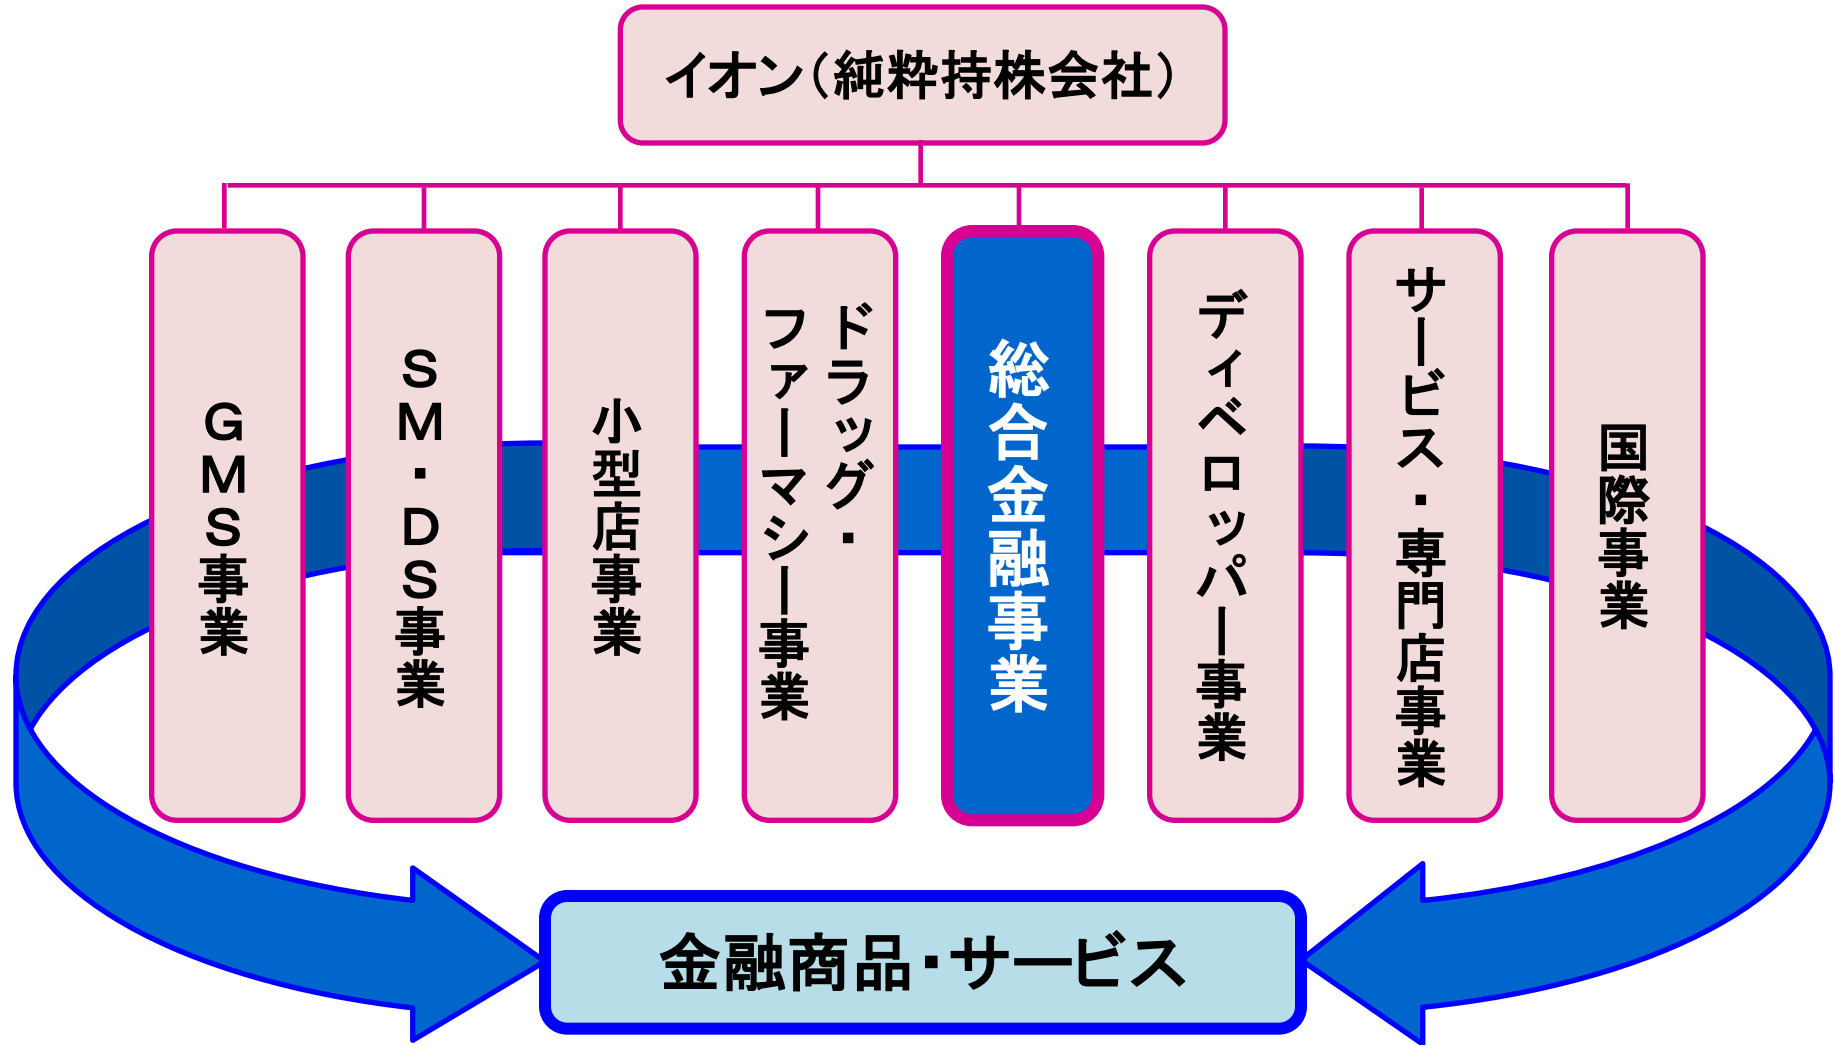 イオン（純粋持株会社）
ＧＭＳ事業
ＳＭ・ＤＳ事業
小型店事業
ドラッグ・
ファーマシー事業
総合金融事業
ディベロッパー事業
サービス・専門店事業
国際事業
金融商品・サービス